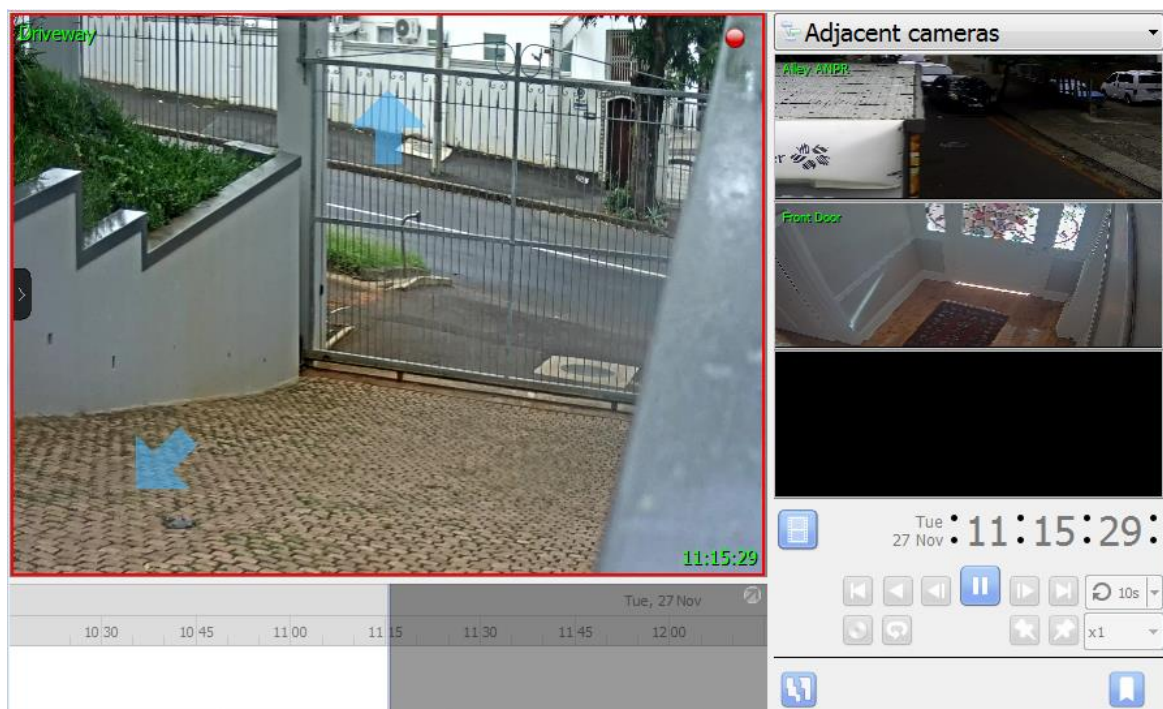 Driveway
11:15:29
Adjacent cameras
Alley ANPR
er
Front Door
Tue
27 Nov
:11:15:29:
10s
x1
Tue, 27 Nov
10:30 10:45 11:00 11:15 11:30 11:45 12:00